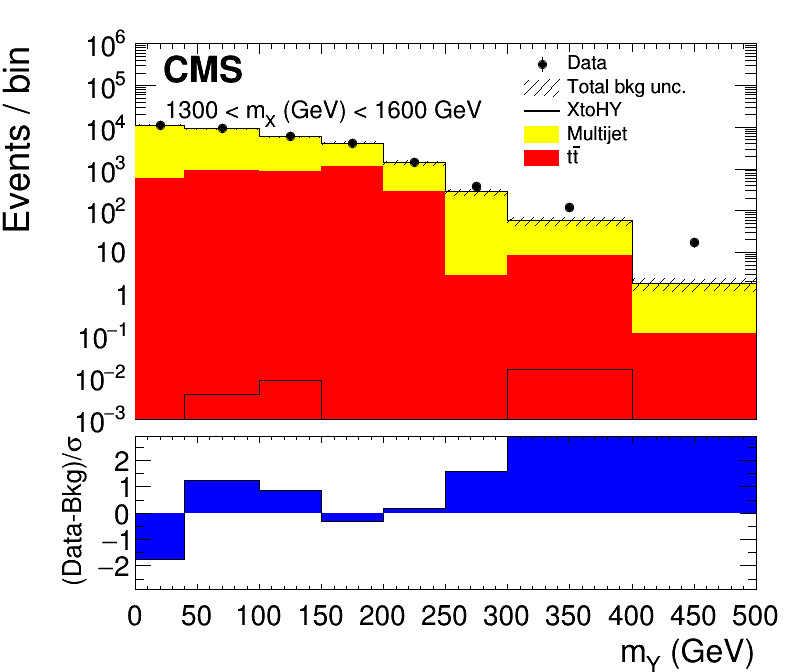 CMS
1300 < m_X (GeV) < 1600 GeV
Data
Total bkg unc.
XtoHY
Multijet
tt̅
Events / bin
10^6
10^5
10^4
10^3
10^2
10
1
10^−1
10^−2
10^−3
(Data-Bkg)/σ
2
1
0
−1
−2
0 50 100 150 200 250 300 350 400 450 500
m_Y (GeV)